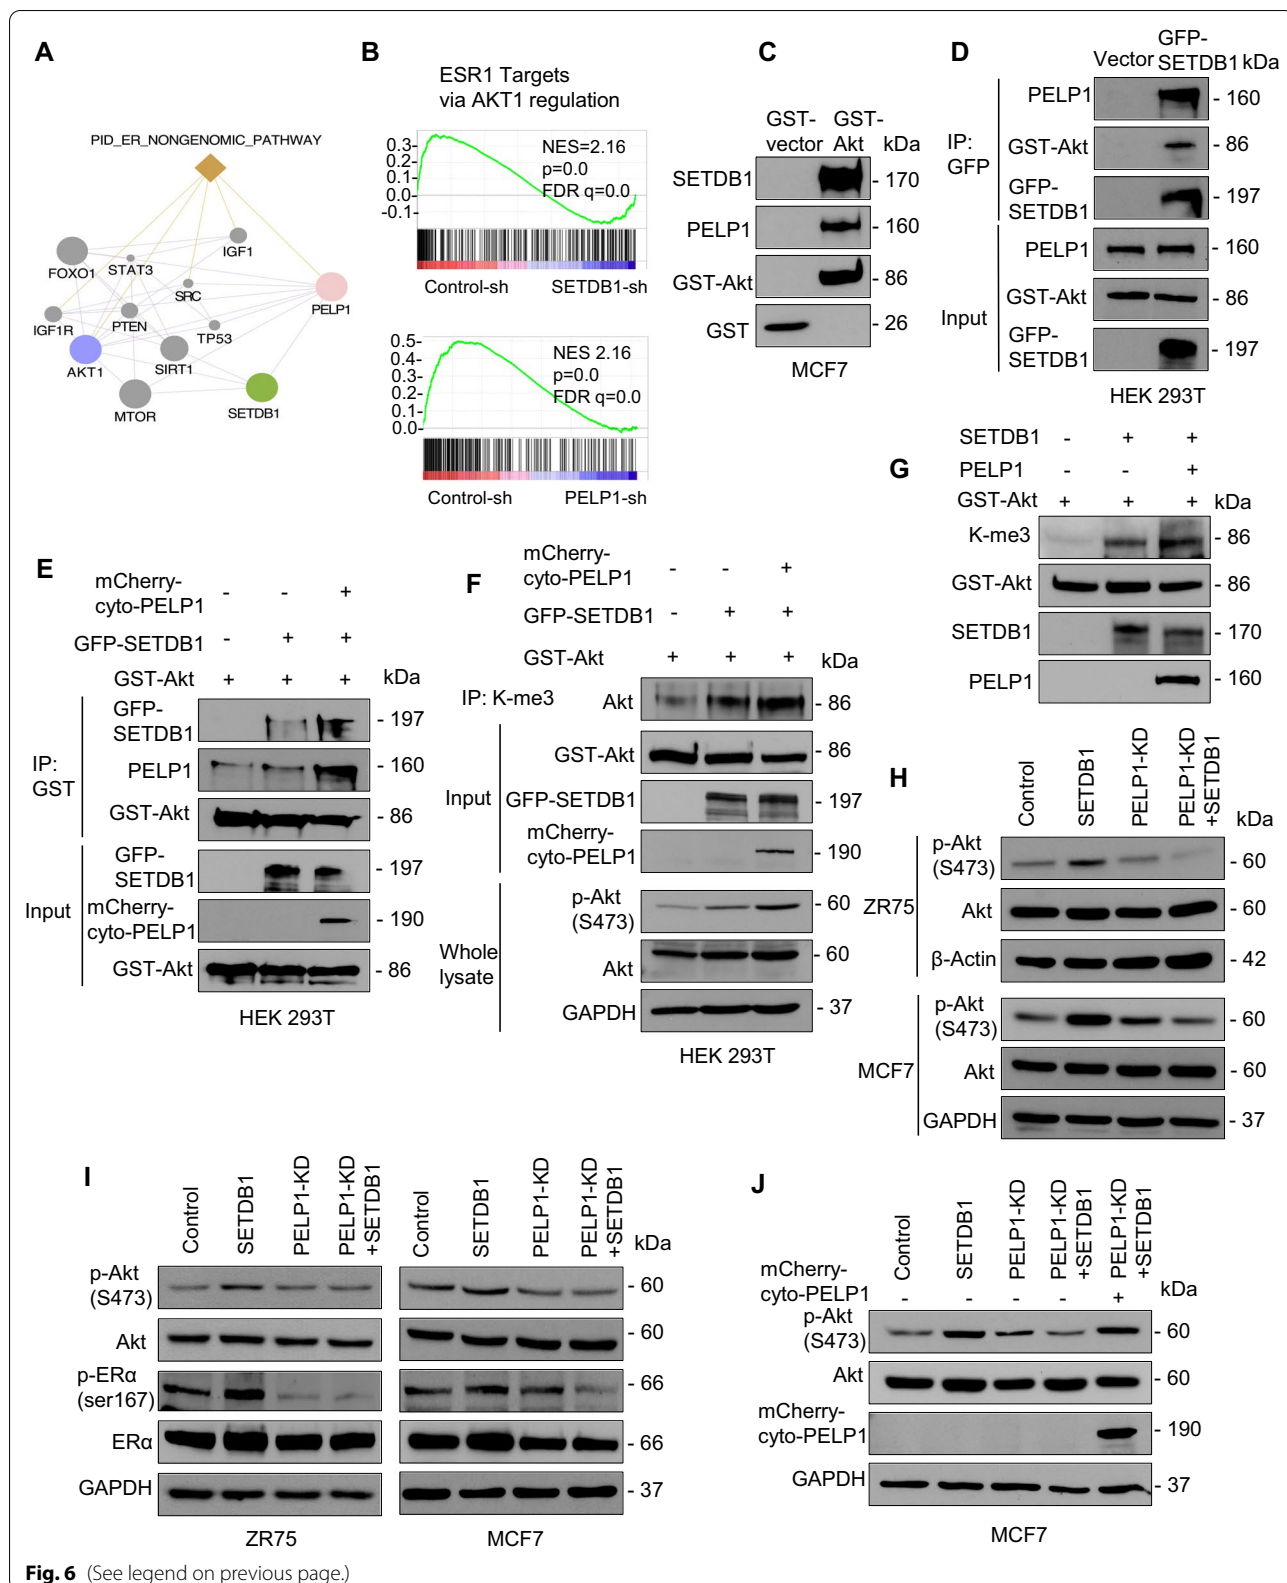 A
PID_ER_NONGENOMIC_PATHWAY
FOXO1
STAT3
IGF1
SRC
PELP1
IGF1R
PTEN
TP53
AKT1
SIRT1
MTOR
SETDB1
B
ESR1 Targets
via AKT1 regulation
0.3-
0.2-
0.1-
0.0-
-0.1-
NES=2.16
p=0.0
FDR q=0.0
Control-sh SETDB1-sh
0.5-
0.4-
0.3-
0.2-
0.1-
0.0-
NES 2.16
p=0.0
FDR q=0.0
Control-sh PELP1-sh
C
GST- GST-
vector Akt kDa
SETDB1 - 170
PELP1 - 160
GST-Akt - 86
GST - 26
MCF7
D
GFP-
Vector SETDB1 kDa
IP:
GFP
PELP1 - 160
GST-Akt - 86
GFP-
SETDB1 - 197
Input
PELP1 - 160
GST-Akt - 86
GFP-
SETDB1 - 197
HEK 293T
E
mCherry-
cyto-PELP1 - - +
GFP-SETDB1 - + +
GST-Akt + + + kDa
IP:
GST
GFP-
SETDB1 - 197
PELP1 - 160
GST-Akt - 86
Input
GFP-
SETDB1 - 197
mCherry-
cyto-PELP1 - 190
GST-Akt - 86
HEK 293T
F
mCherry-
cyto-PELP1 - - +
GFP-SETDB1 - + +
GST-Akt + + + kDa
IP: K-me3 Akt - 86
Input
GST-Akt - 86
GFP-SETDB1 - 197
mCherry-
cyto-PELP1 - 190
Whole
lysate
p-Akt
(S473) - 60
Akt - 60
GAPDH - 37
HEK 293T
G
SETDB1 - + +
PELP1 - - +
GST-Akt + + + kDa
K-me3 - 86
GST-Akt - 86
SETDB1 - 170
PELP1 - 160
H
Control
SETDB1
PELP1-KD
PELP1-KD
+SETDB1
kDa
ZR75
p-Akt
(S473) - 60
Akt - 60
β-Actin - 42
MCF7
p-Akt
(S473) - 60
Akt - 60
GAPDH - 37
I
Control
SETDB1
PELP1-KD
PELP1-KD
+SETDB1
Control
SETDB1
PELP1-KD
PELP1-KD
+SETDB1
kDa
p-Akt
(S473) - 60
Akt - 60
p-ERα
(ser167) - 66
ERα - 66
GAPDH - 37
ZR75 MCF7
J
Control
SETDB1
PELP1-KD
PELP1-KD
+SETDB1
PELP1-KD
+SETDB1
mCherry-
cyto-PELP1 - - - - + kDa
p-Akt
(S473) - 60
Akt - 60
mCherry-
cyto-PELP1 - 190
GAPDH - 37
MCF7
Fig. 6 (See legend on previous page.)